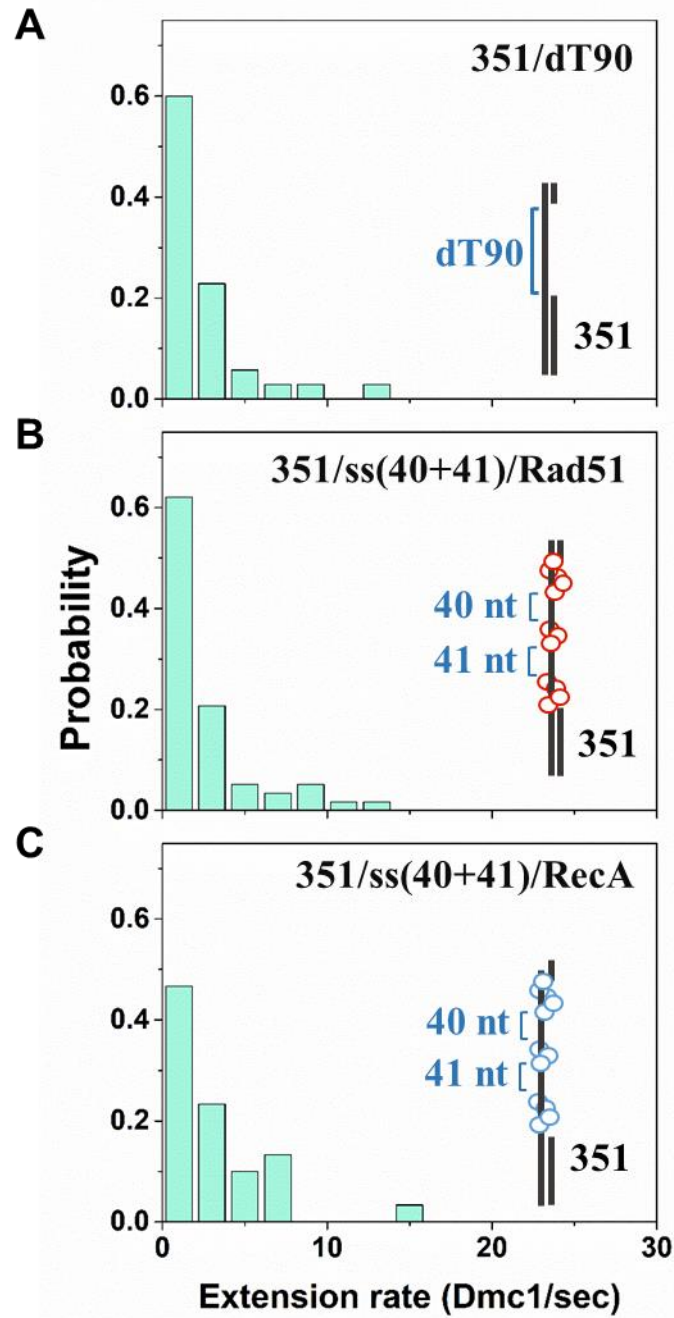 A
351/dT90
0.6
0.4
dT90
0.2
351
0.0
B
351/ss(40+41)/Rad51
0.6
Probability
0.4
40 nt
41 nt
0.2
351
0.0
C
351/ss(40+41)/RecA
0.6
0.4
40 nt
41 nt
0.2
351
0.0
0
10
20
30
Extension rate (Dmc1/sec)